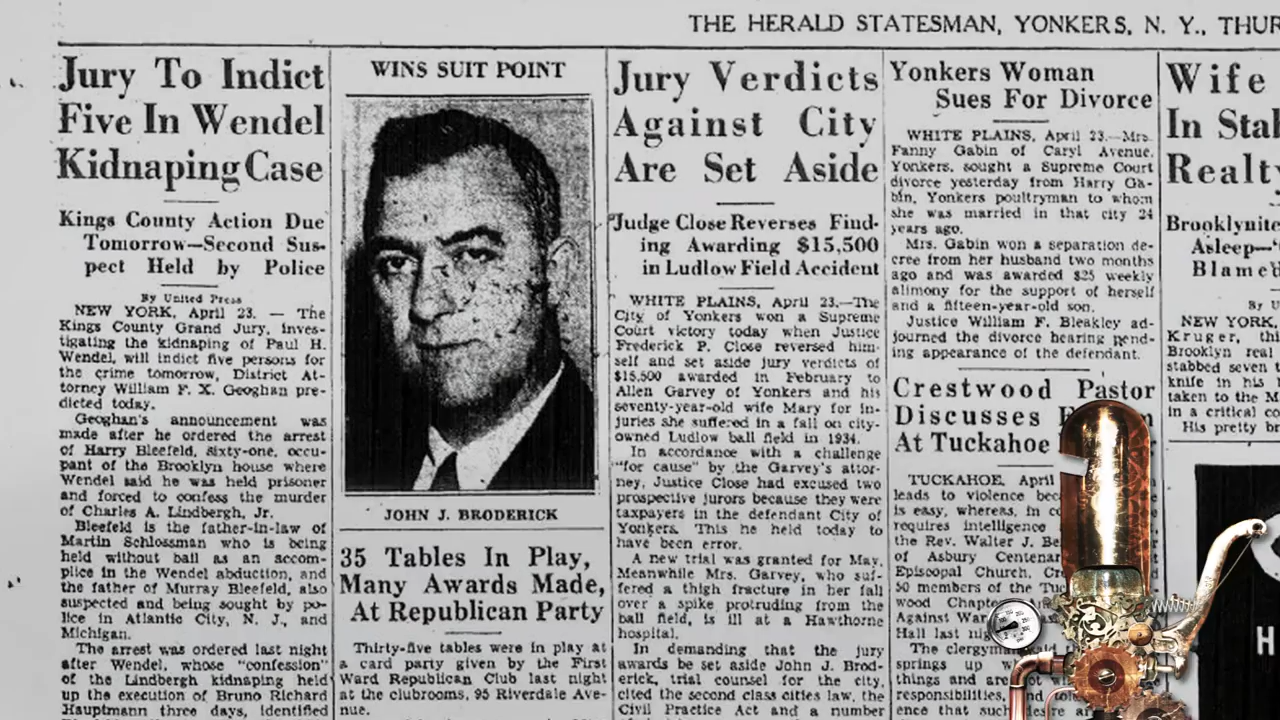 THE HERALD STATESMAN, YONKERS, N. Y., THUR
Jury To Indict
Five In Wendel
Kidnaping Case
Kings County Action Due
Tomorrow—Second Sus-
pect Held by Police
By United Press
NEW YORK, April 23. — The
Kings County Grand Jury, inves-
tigating the kidnaping of Paul H.
Wendel, will indict five persons for
the crime tomorrow, District At-
torney William F. X. Geoghan pre-
dicted today.
Geoghan's announcement was
made after he ordered the arrest
of Harry Bleefeld, sixty-one, occu-
pant of the Brooklyn house where
Wendel said he was held prisoner
and forced to confess the murder
of Charles A. Lindbergh, Jr.
Bleefeld is the father-in-law of
Martin Schlossman who is being
held without bail as an accom-
plice in the Wendel abduction, and
the father of Murray Bleefeld, also
suspected and being sought by po-
lice in Atlantic City, N. J., and
Michigan.
The arrest was ordered last night
after Wendel, whose "confession"
of the Lindbergh kidnaping held
up the execution of Bruno Richard
Hauptmann three days, identified
WINS SUIT POINT
JOHN J. BRODERICK
35 Tables In Play,
Many Awards Made,
At Republican Party
Thirty-five tables were in play at
a card party given by the First
Ward Republican Club last night
at the clubrooms, 95 Riverdale Ave-
nue.
Jury Verdicts
Against City
Are Set Aside
Judge Close Reverses Find-
ing Awarding $15,500
in Ludlow Field Accident
WHITE PLAINS, April 23.—The
City of Yonkers won a Supreme
Court victory today when Justice
Frederick P. Close reversed him-
self and set aside jury verdicts of
$15,500 awarded in February to
Allen Garvey of Yonkers and his
seventy-year-old wife Mary for in-
juries she suffered in a fall on city-
owned Ludlow ball field in 1934.
In accordance with a challenge
"for cause" by the Garvey's attor-
ney, Justice Close had excused two
prospective jurors because they were
taxpayers in the defendant City of
Yonkers. This he held today to
have been error.
A new trial was granted for May.
Meanwhile Mrs. Garvey, who suf-
fered a thigh fracture in her fall
over a spike protruding from the
ball field, is ill at a Hawthorne
hospital.
In demanding that the jury
awards be set aside John J. Brod-
erick, trial counsel for the city,
cited the second class cities law, the
Civil Practice Act and a number
Yonkers Woman
Sues For Divorce
WHITE PLAINS, April 23.—Mrs.
Fanny Gabin of Caryl Avenue,
Yonkers, sought a Supreme Court
divorce yesterday from Harry Ga-
bin, Yonkers poultryman to whom
she was married in that city 24
years ago.
Mrs. Gabin won a separation de-
cree from her husband two months
ago and was awarded $25 weekly
alimony for the support of herself
and a fifteen-year-old son.
Justice William F. Bleakley ad-
journed the divorce hearing pend-
ing appearance of the defendant.
Crestwood Pastor
Discusses
At Tuckahoe
TUCKAHOE, April
leads to violence
is easy, whereas, in
requires intelligence
the Rev. Walter J.
of Asbury
Episcopal Church,
50 members of the
wood
Against
Hall last
The clergyman
springs up
things and are
responsibilities, and
ence that such desire
Wife
In
Realty
Brooklynite
Asleep—
NEW YORK,
Kruger,
Brooklyn real
stabbed seven
knife in his
taken to the
in a critical
His pretty
H